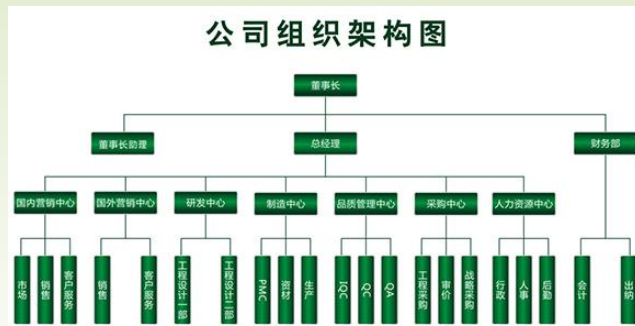 公司组织架构图
董事长
董事长助理
总经理
财务部
国内营销中心
国外营销中心
研发中心
制造中心
品质管理中心
采购中心
人力资源中心
市场
销售
客户服务
销售
客户服务
工程设计一部
工程设计二部
PMC
资材
生产
IQC
QC
QA
工程采购
审价
战略采购
行政
人事
后勤
会计
出纳